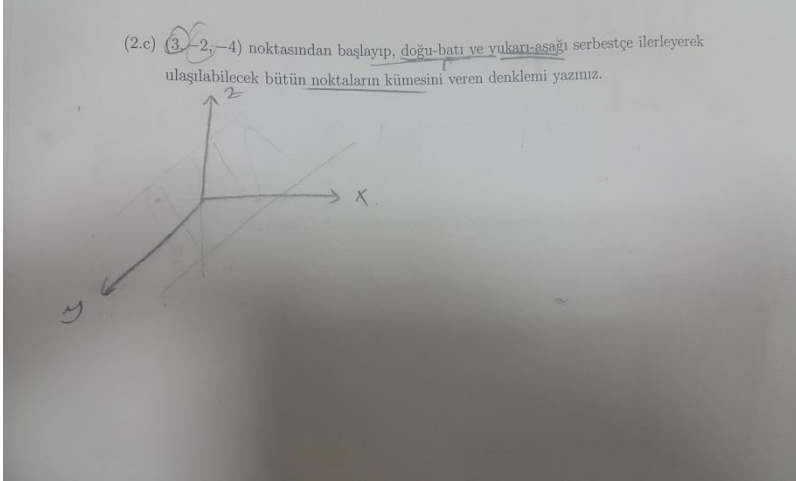 (2.c) (3, -2, -4) noktasından başlayıp, doğu-batı ve yukarı-aşağı serbestçe ilerleyerek
ulaşılabilecek bütün noktaların kümesini veren denklemi yazınız.
z
x
y